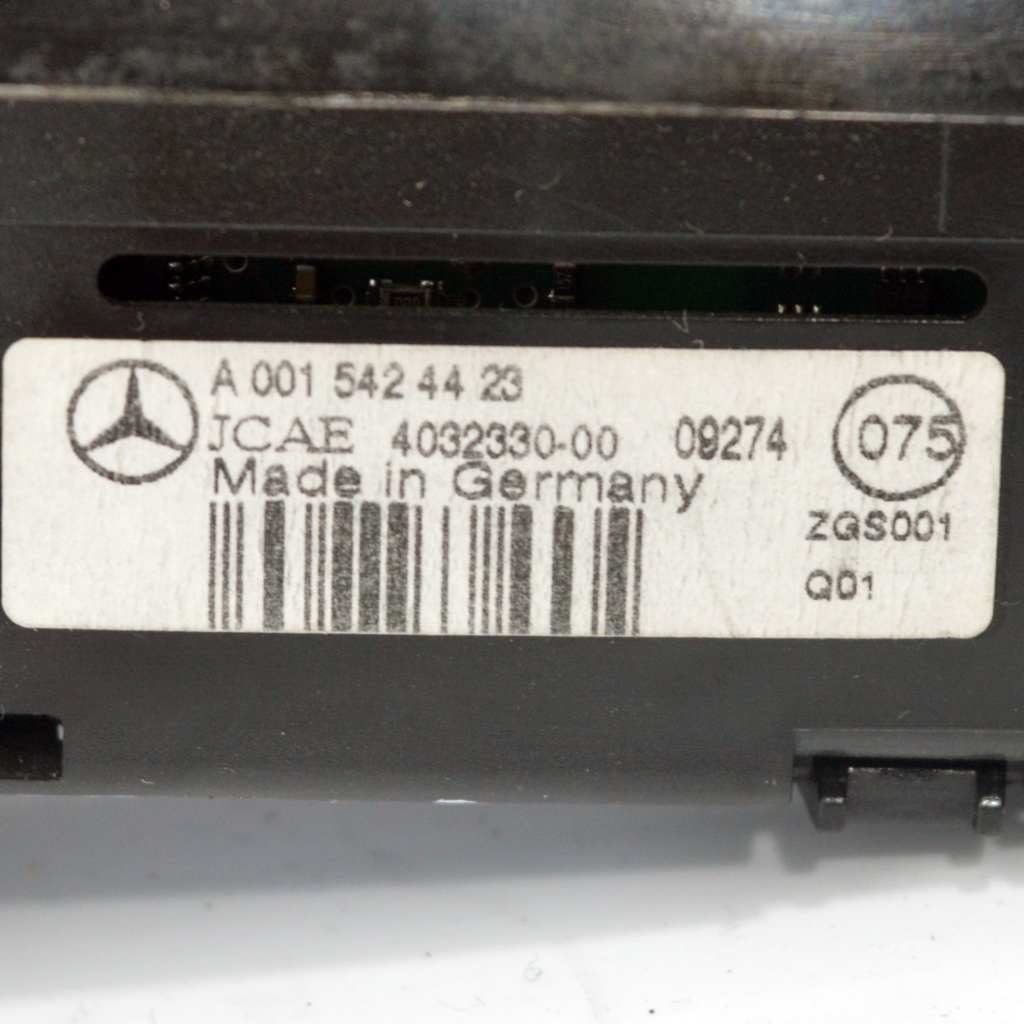 A 001 542 44 23
JCAE 4032330-00 09274
075
Made in Germany
ZGS001
Q01